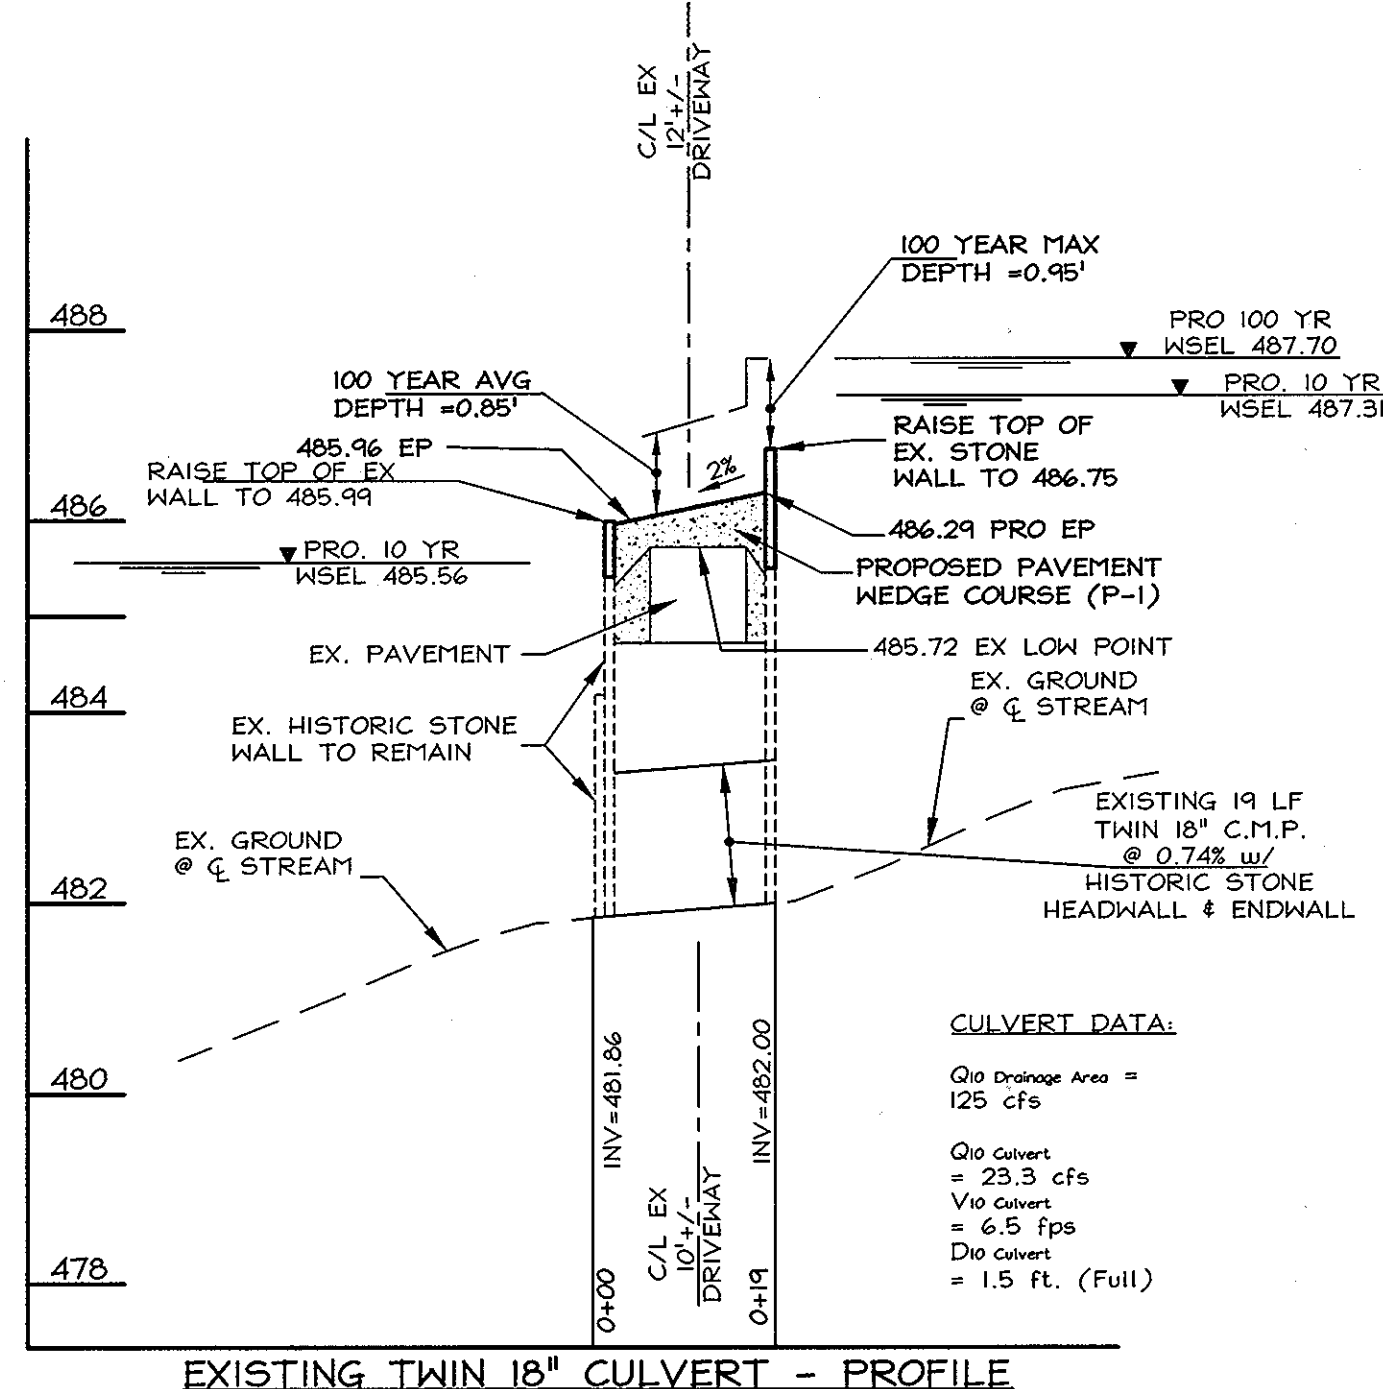 C/L EX
12'+/-
DRIVEWAY
100 YEAR MAX
DEPTH =0.95'
488
PRO 100 YR
WSEL 487.70
100 YEAR AVG
DEPTH =0.85'
PRO. 10 YR
WSEL 487.31
485.96 EP
RAISE TOP OF EX
WALL TO 485.99
2%
RAISE TOP OF
EX. STONE
WALL TO 486.75
486
486.29 PRO EP
PRO. 10 YR
WSEL 485.56
PROPOSED PAVEMENT
WEDGE COURSE (P-1)
EX. PAVEMENT
485.72 EX LOW POINT
484
EX. GROUND
@ ℄ STREAM
EX. HISTORIC STONE
WALL TO REMAIN
EX. GROUND
@ ℄ STREAM
EXISTING 19 LF
TWIN 18" C.M.P.
@ 0.74% w/
HISTORIC STONE
HEADWALL & ENDWALL
482
INV=481.86
INV=482.00
CULVERT DATA:
Q10 Drainage Area =
125 cfs
480
Q10 Culvert
= 23.3 cfs
V10 Culvert
= 6.5 fps
D10 Culvert
= 1.5 ft. (Full)
C/L EX
10'+/-
DRIVEWAY
478
0+00
0+19
EXISTING TWIN 18" CULVERT - PROFILE